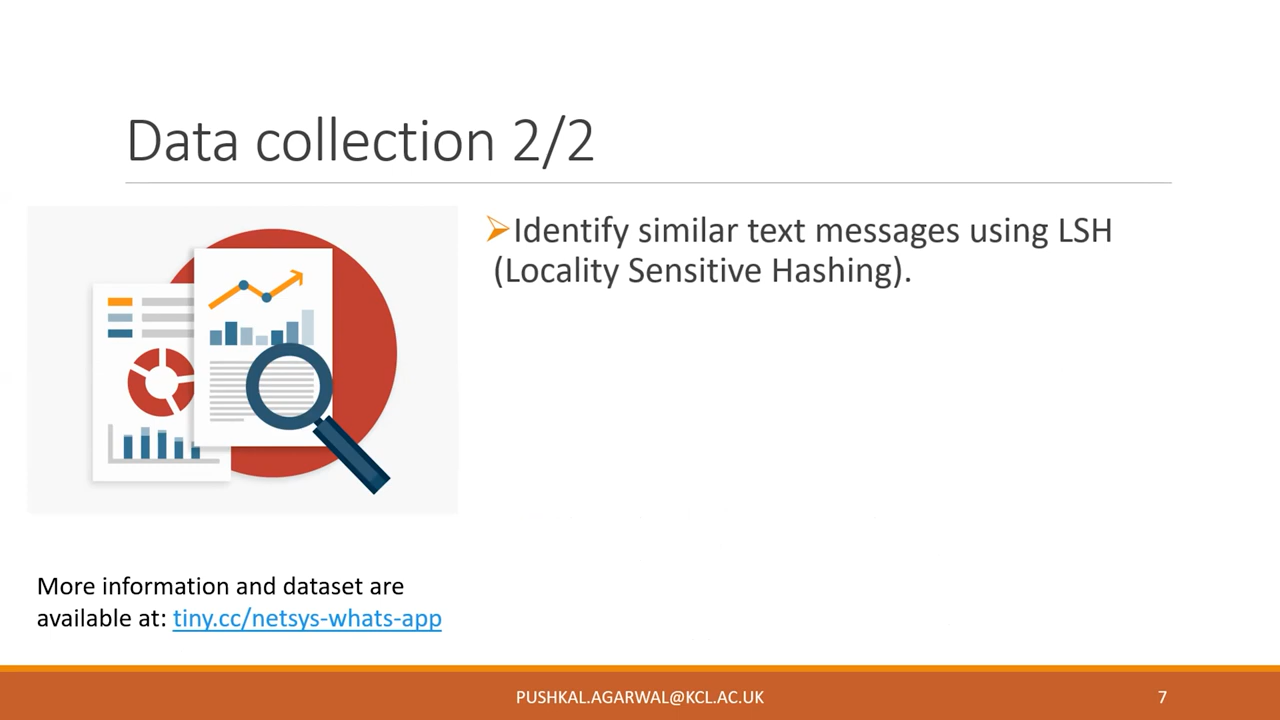 Data collection 2/2
➢Identify similar text messages using LSH
(Locality Sensitive Hashing).
More information and dataset are
available at: tiny.cc/netsys-whats-app
PUSHKAL.AGARWAL@KCL.AC.UK
7